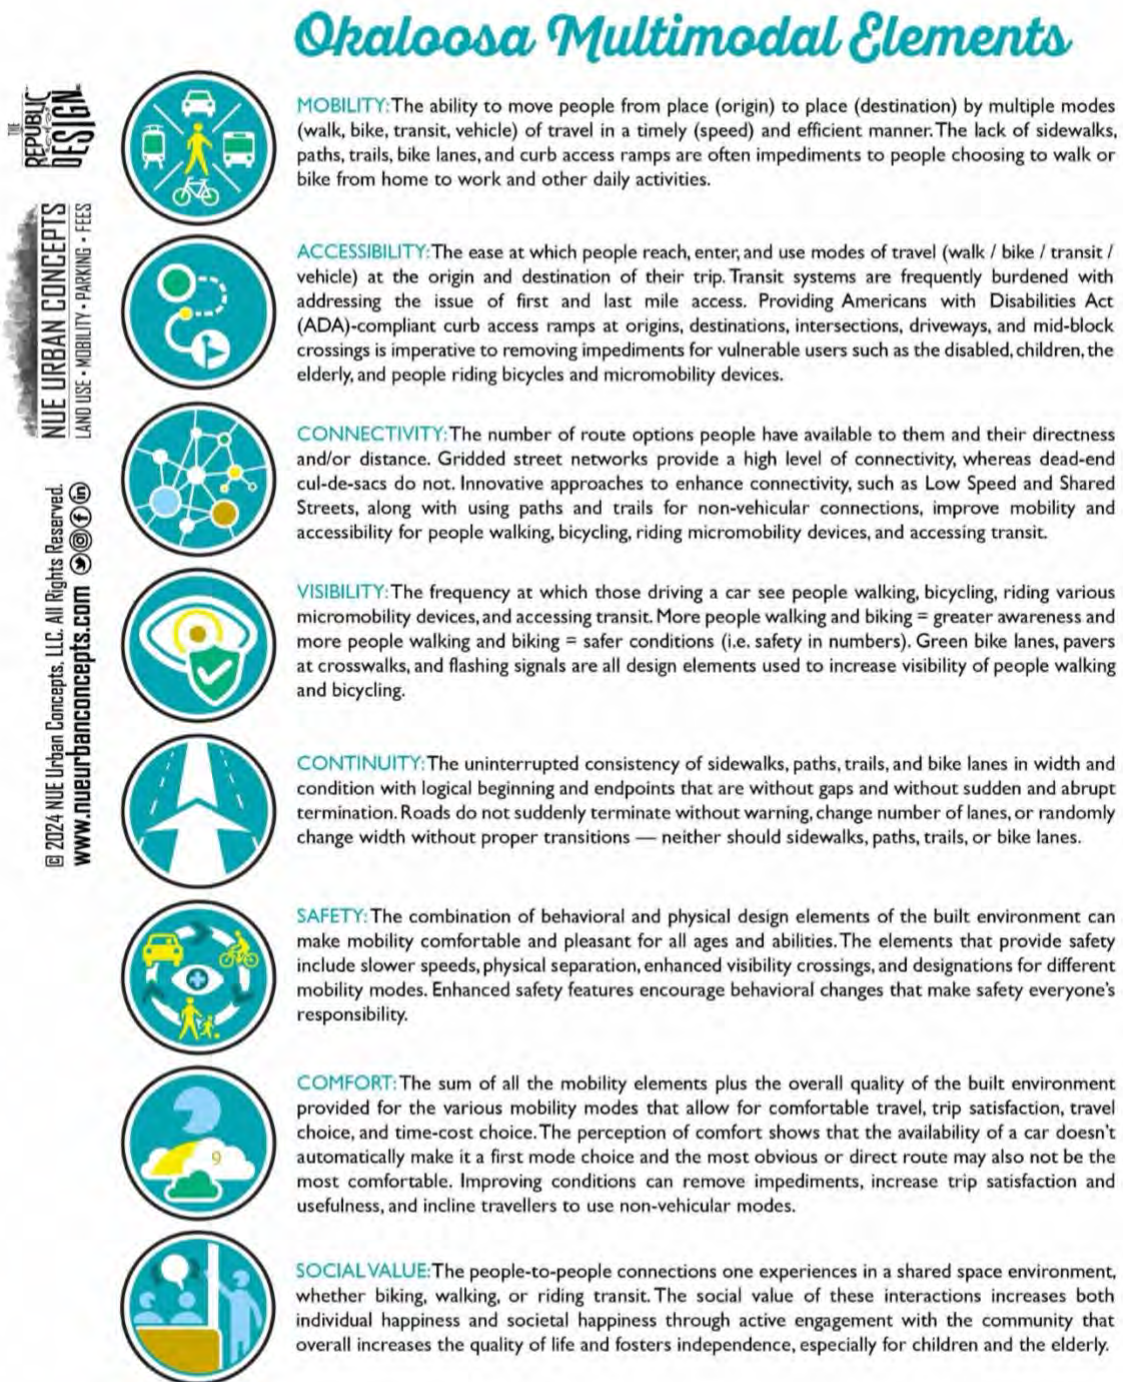 Okaloosa Multimodal Elements
MOBILITY: The ability to move people from place (origin) to place (destination) by multiple modes
(walk, bike, transit, vehicle) of travel in a timely (speed) and efficient manner. The lack of sidewalks,
paths, trails, bike lanes, and curb access ramps are often impediments to people choosing to walk or
bike from home to work and other daily activities.
ACCESSIBILITY: The ease at which people reach, enter, and use modes of travel (walk / bike / transit /
vehicle) at the origin and destination of their trip. Transit systems are frequently burdened with
addressing the issue of first and last mile access. Providing Americans with Disabilities Act
(ADA)-compliant curb access ramps at origins, destinations, intersections, driveways, and mid-block
crossings is imperative to removing impediments for vulnerable users such as the disabled, children, the
elderly, and people riding bicycles and micromobility devices.
CONNECTIVITY: The number of route options people have available to them and their directness
and/or distance. Gridded street networks provide a high level of connectivity, whereas dead-end
cul-de-sacs do not. Innovative approaches to enhance connectivity, such as Low Speed and Shared
Streets, along with using paths and trails for non-vehicular connections, improve mobility and
accessibility for people walking, bicycling, riding micromobility devices, and accessing transit.
VISIBILITY: The frequency at which those driving a car see people walking, bicycling, riding various
micromobility devices, and accessing transit. More people walking and biking = greater awareness and
more people walking and biking = safer conditions (i.e. safety in numbers). Green bike lanes, pavers
at crosswalks, and flashing signals are all design elements used to increase visibility of people walking
and bicycling.
CONTINUITY: The uninterrupted consistency of sidewalks, paths, trails, and bike lanes in width and
condition with logical beginning and endpoints that are without gaps and without sudden and abrupt
termination. Roads do not suddenly terminate without warning, change number of lanes, or randomly
change width without proper transitions — neither should sidewalks, paths, trails, or bike lanes.
SAFETY: The combination of behavioral and physical design elements of the built environment can
make mobility comfortable and pleasant for all ages and abilities. The elements that provide safety
include slower speeds, physical separation, enhanced visibility crossings, and designations for different
mobility modes. Enhanced safety features encourage behavioral changes that make safety everyone's
responsibility.
COMFORT: The sum of all the mobility elements plus the overall quality of the built environment
provided for the various mobility modes that allow for comfortable travel, trip satisfaction, travel
choice, and time-cost choice. The perception of comfort shows that the availability of a car doesn't
automatically make it a first mode choice and the most obvious or direct route may also not be the
most comfortable. Improving conditions can remove impediments, increase trip satisfaction and
usefulness, and incline travellers to use non-vehicular modes.
9
SOCIAL VALUE: The people-to-people connections one experiences in a shared space environment,
whether biking, walking, or riding transit. The social value of these interactions increases both
individual happiness and societal happiness through active engagement with the community that
overall increases the quality of life and fosters independence, especially for children and the elderly.
THE
REPUBLIC
of
DESIGN
NUE URBAN CONCEPTS
LAND USE • MOBILITY • PARKING • FEES
© 2024 NUE Urban Concepts, LLC. All Rights Reserved.
www.nueurbanconcepts.com